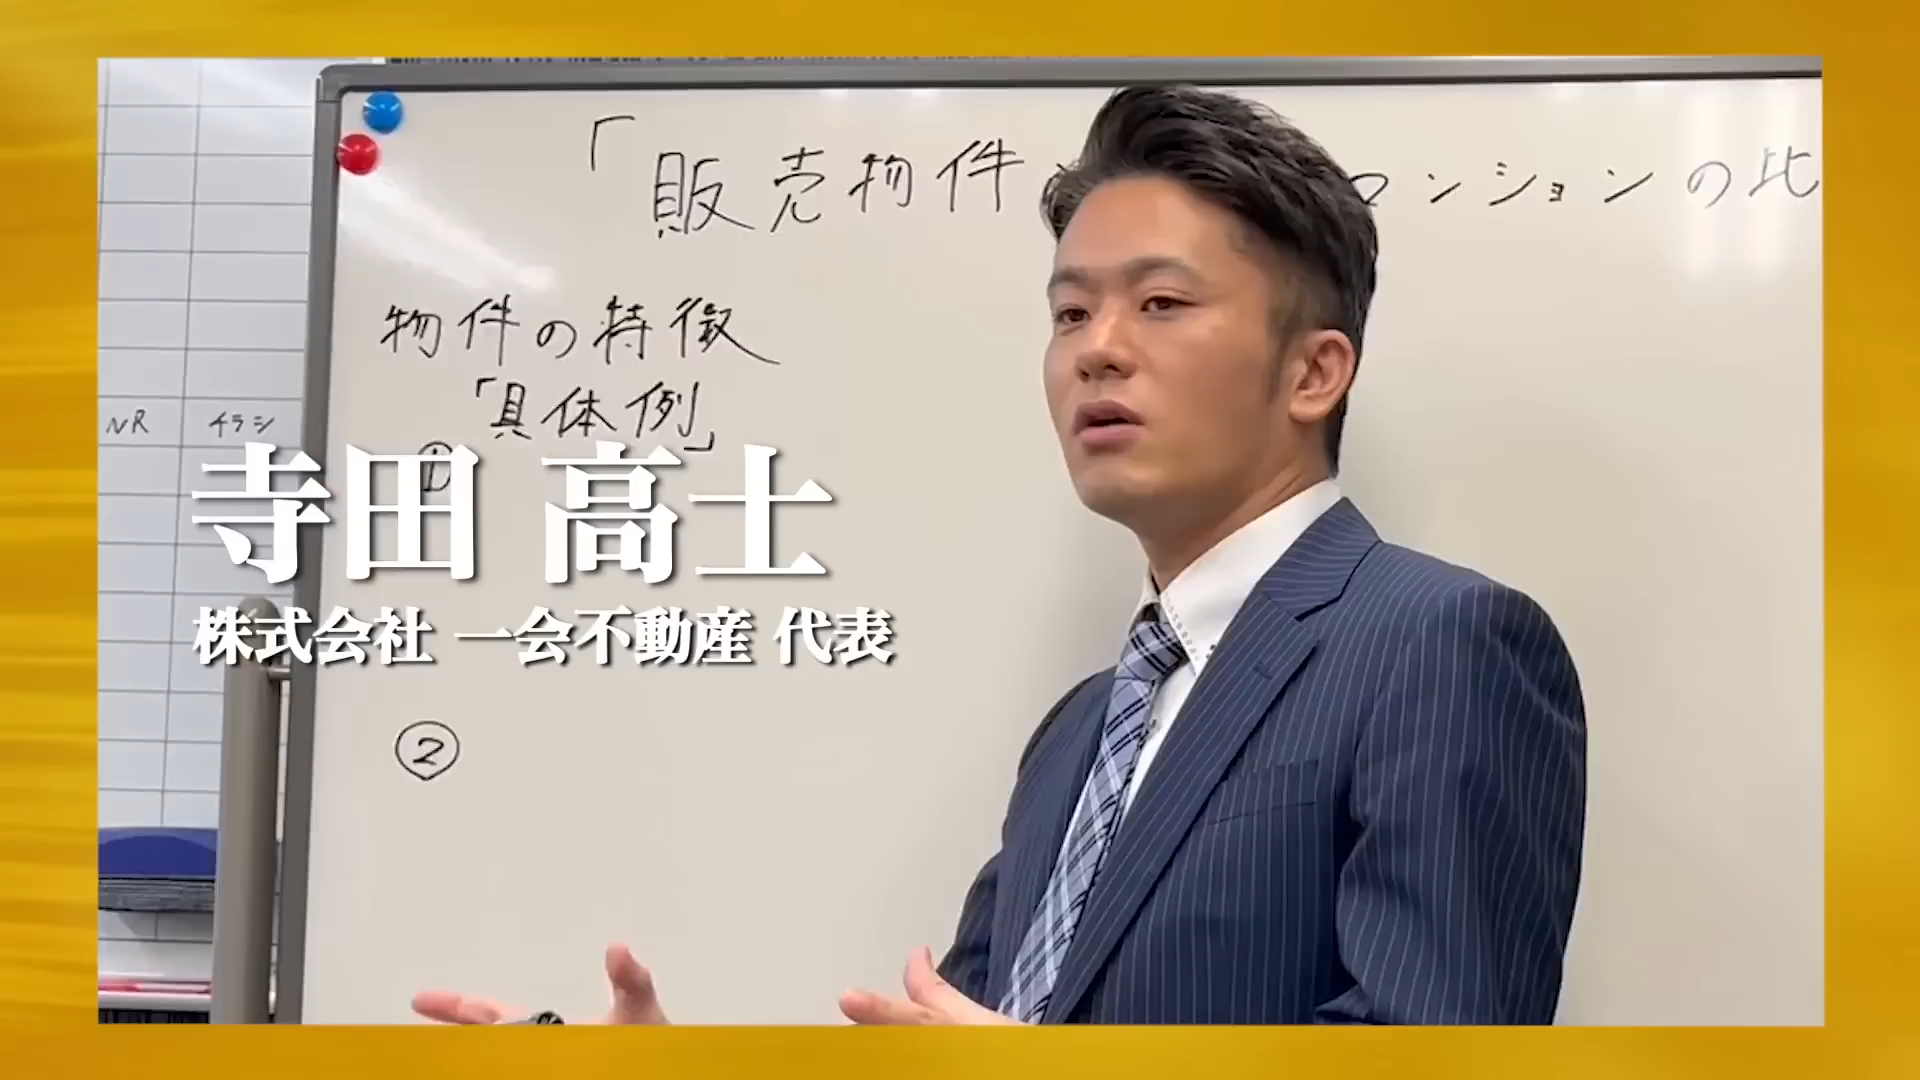 「販売物件 マンションの比
物件の特徴
「具体例」
①
NR チラシ
寺田 高士
株式会社 一会不動産 代表
②